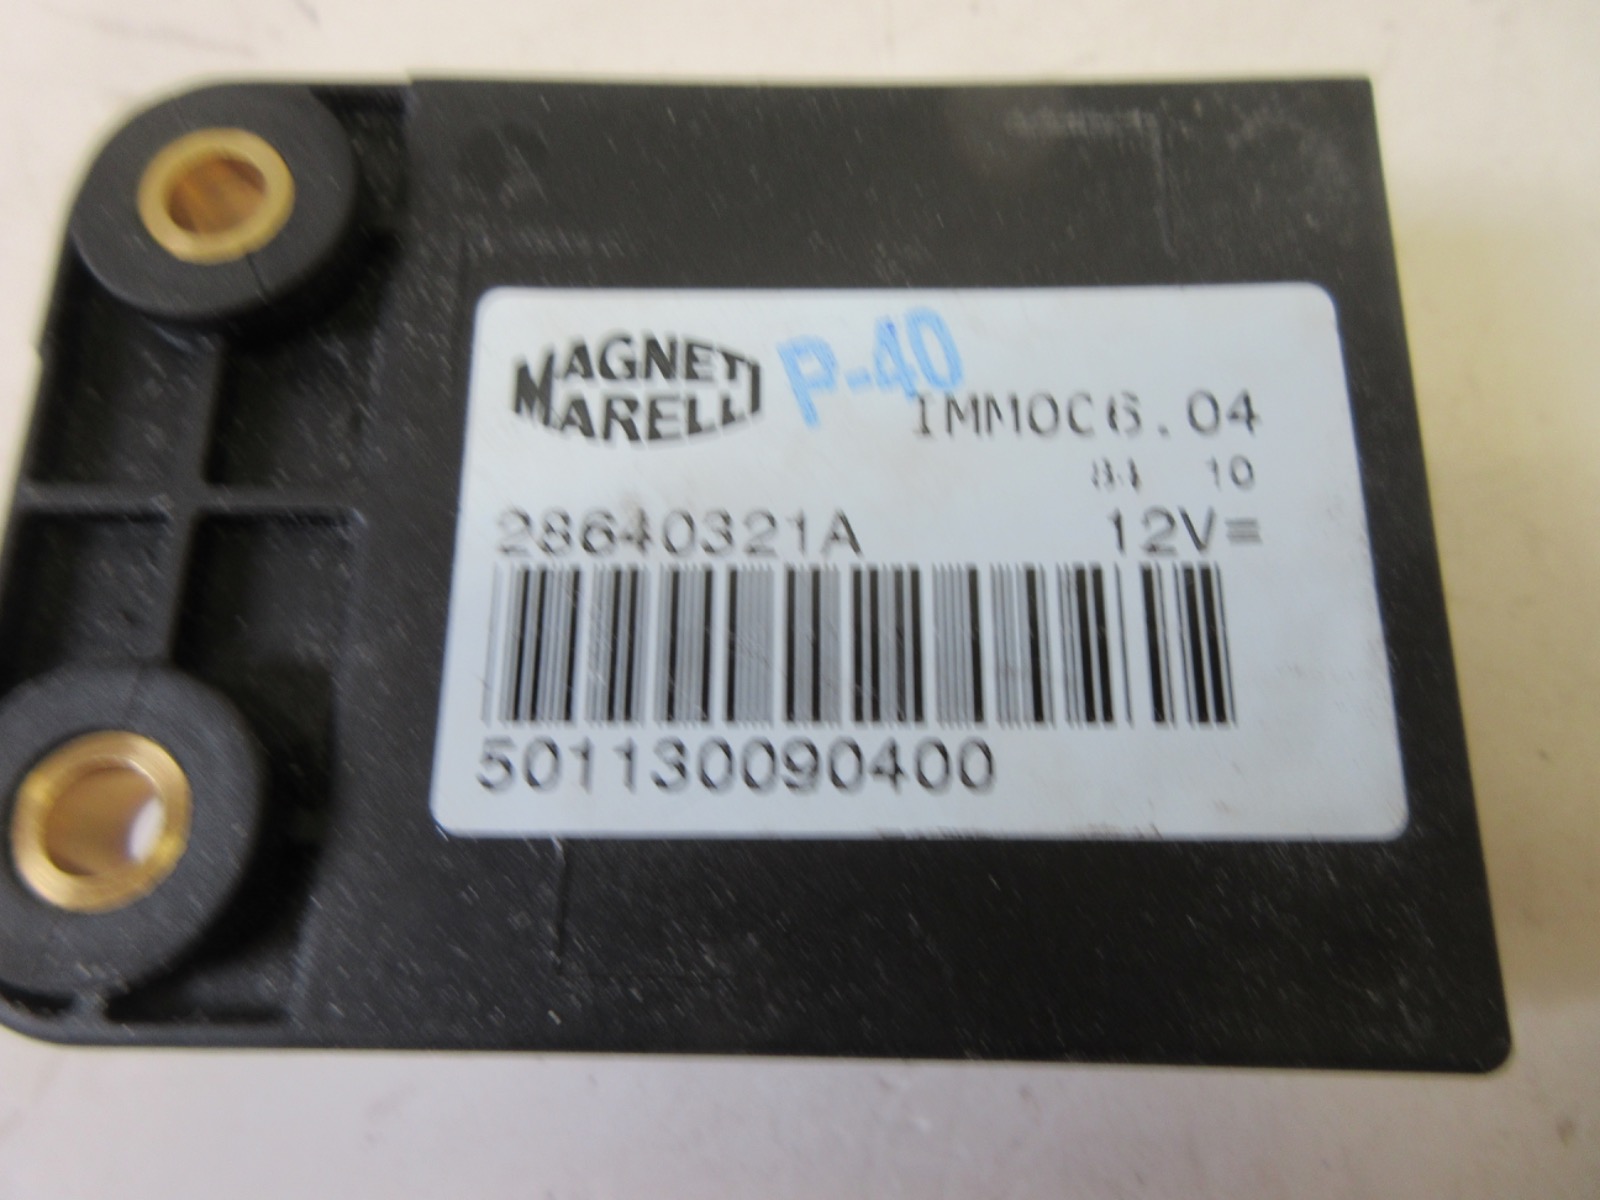 MAGNETI
MARELLI
P-40
IMMOC6.04
84 10
28640321A
12V=
501130090400